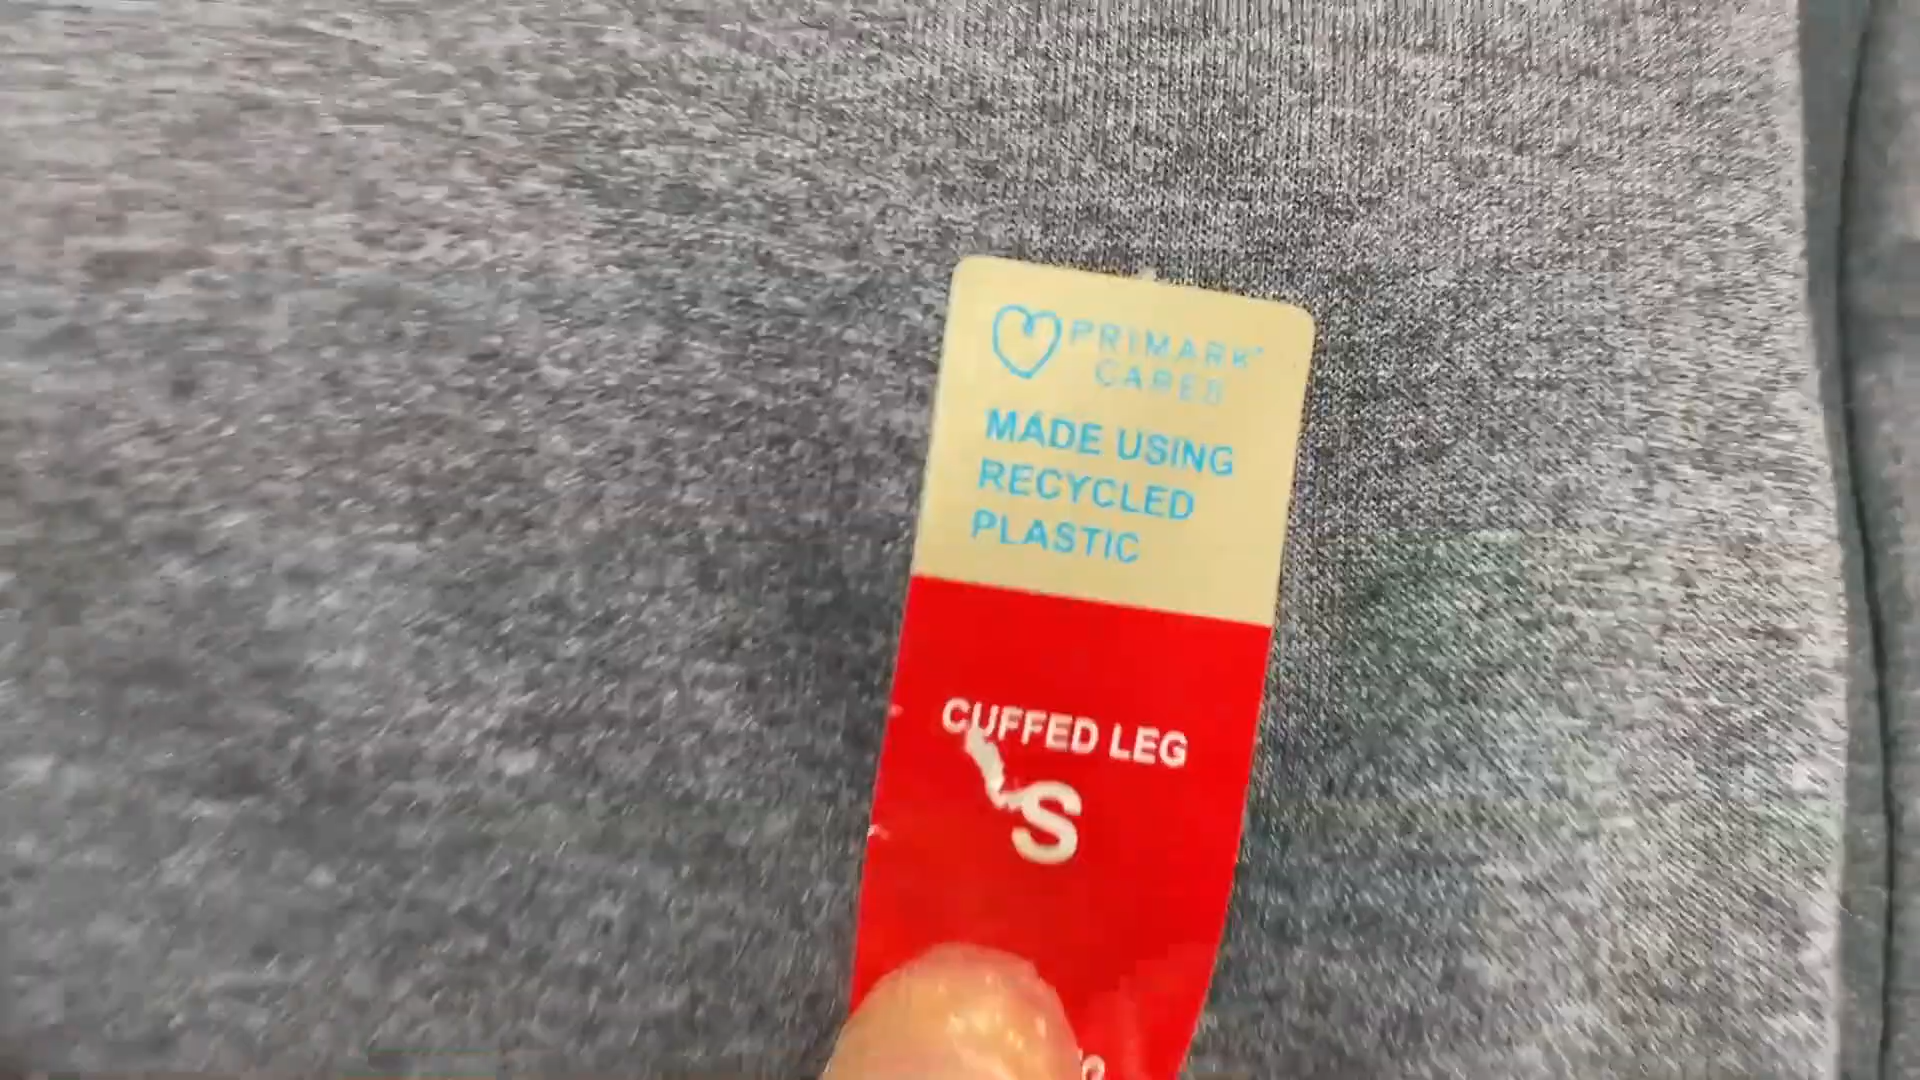 PRIMARK
CARES
MADE USING
RECYCLED
PLASTIC
CUFFED LEG
S